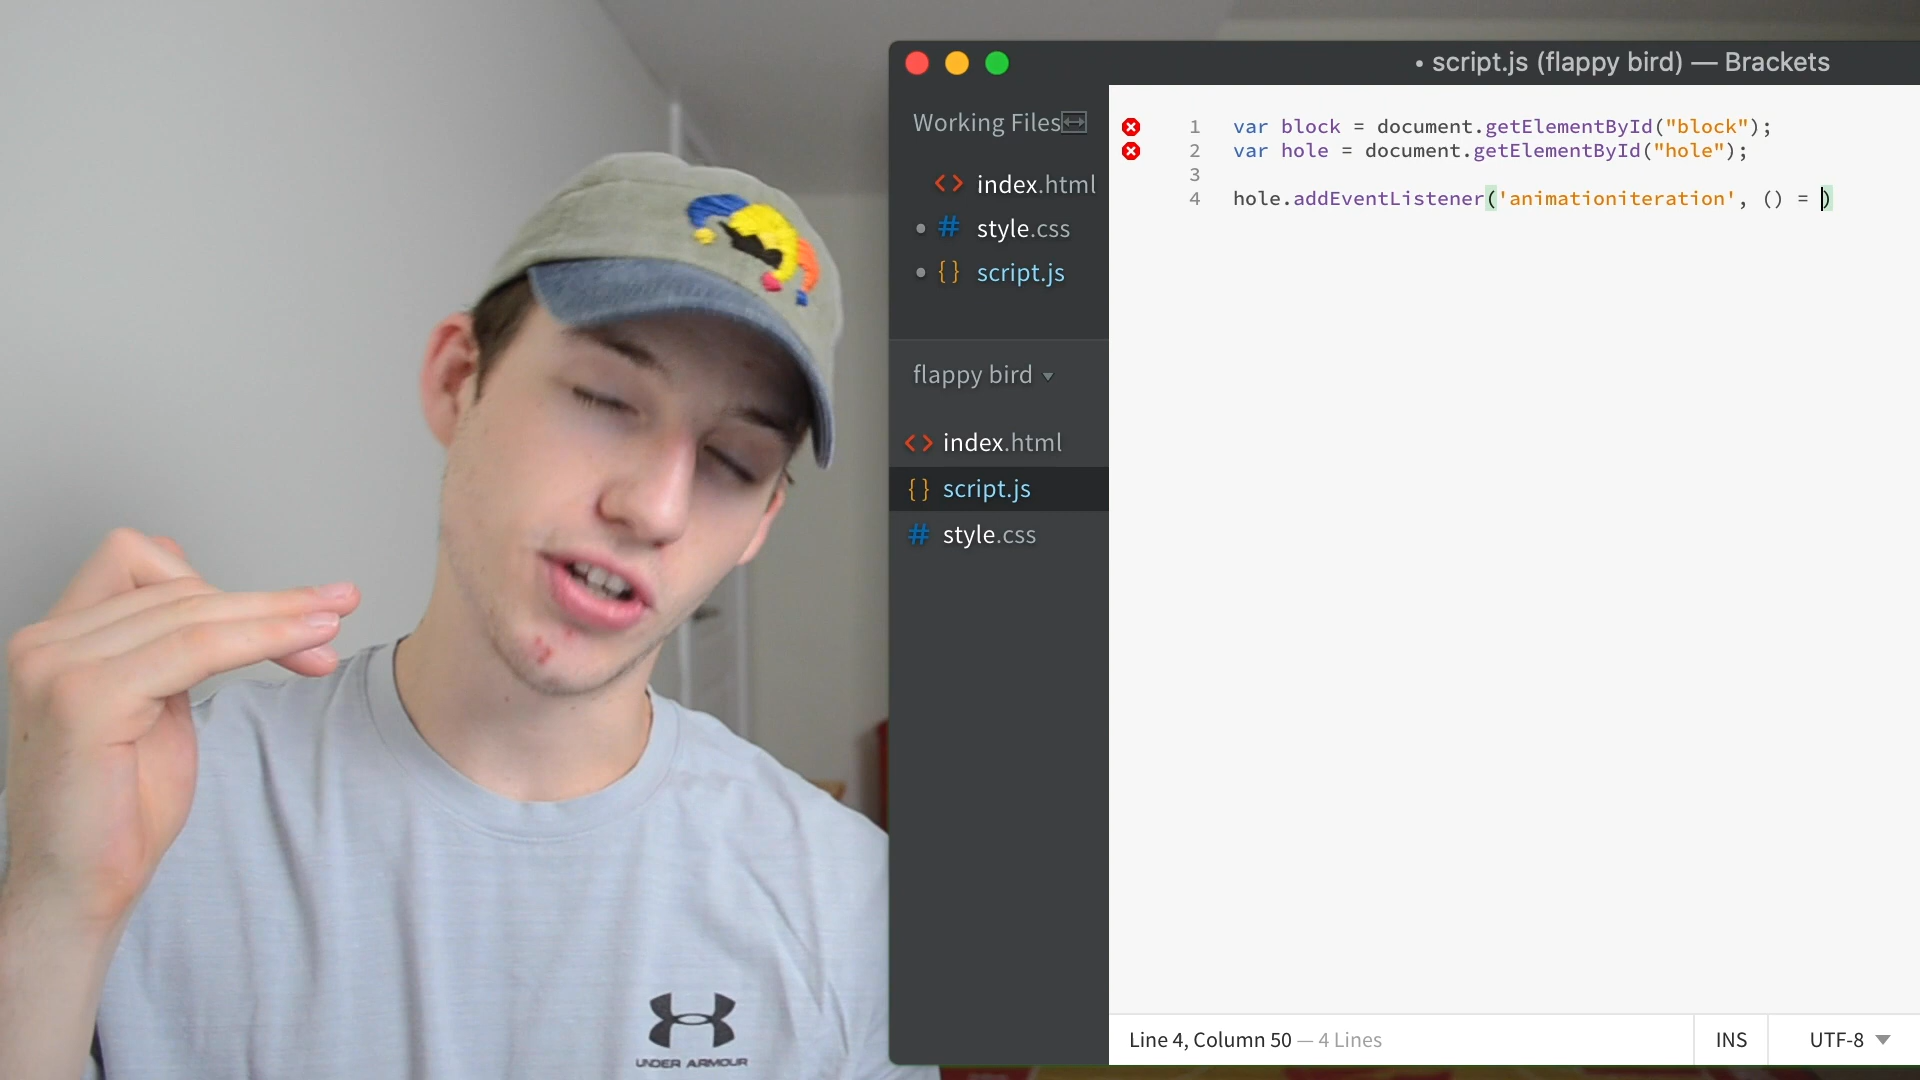 • script.js (flappy bird) — Brackets
Working Files
index.html
style.css
script.js
flappy bird
index.html
script.js
style.css
1 var block = document.getElementById("block");
2 var hole = document.getElementById("hole");
3
4 hole.addEventListener('animationiteration', () = )
Line 4, Column 50 — 4 Lines
INS
UTF-8
UNDER ARMOUR